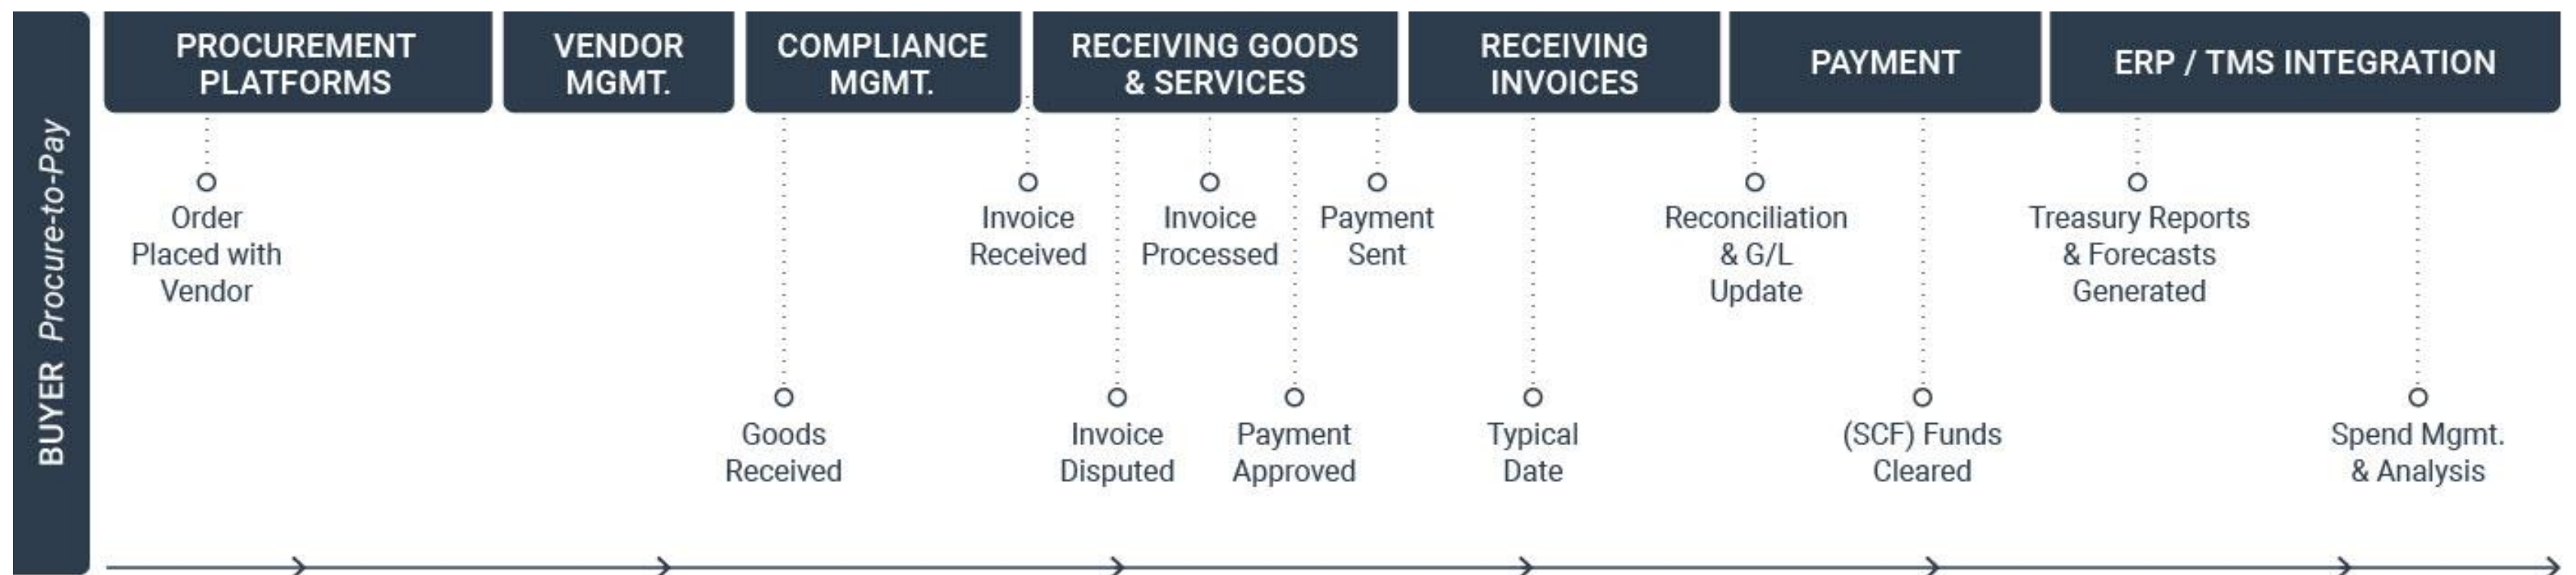 BUYER Procure-to-Pay
PROCUREMENT
PLATFORMS
VENDOR
MGMT.
COMPLIANCE
MGMT.
RECEIVING GOODS
& SERVICES
RECEIVING
INVOICES
PAYMENT
ERP / TMS INTEGRATION
Order
Placed with
Vendor
Invoice
Received
Invoice
Processed
Payment
Sent
Reconciliation
& G/L
Update
Treasury Reports
& Forecasts
Generated
Goods
Received
Invoice
Disputed
Payment
Approved
Typical
Date
(SCF) Funds
Cleared
Spend Mgmt.
& Analysis